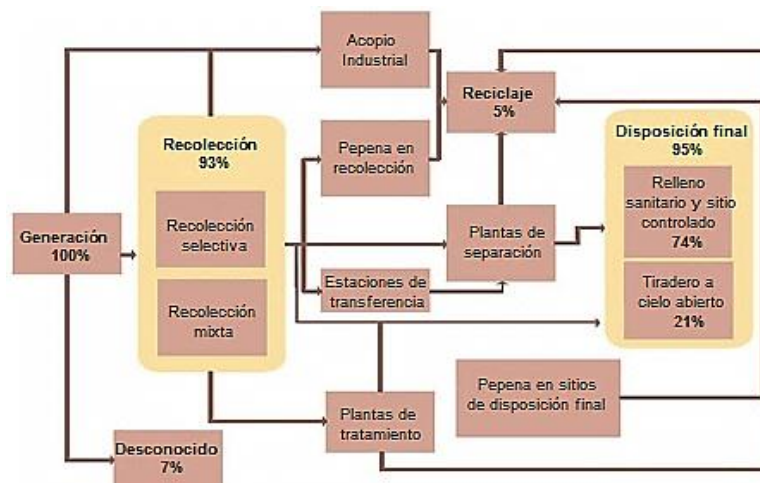 Acopio
Industrial
Reciclaje
5%
Recolección
93%
Pepena en
recolección
Disposición final
95%
Relleno
sanitario y sitio
controlado
74%
Generación
100%
Recolección
selectiva
Plantas de
separación
Estaciones de
transferencia
Tiradero a
cielo abierto
21%
Recolección
mixta
Pepena en sitios
de disposición final
Plantas de
tratamiento
Desconocido
7%